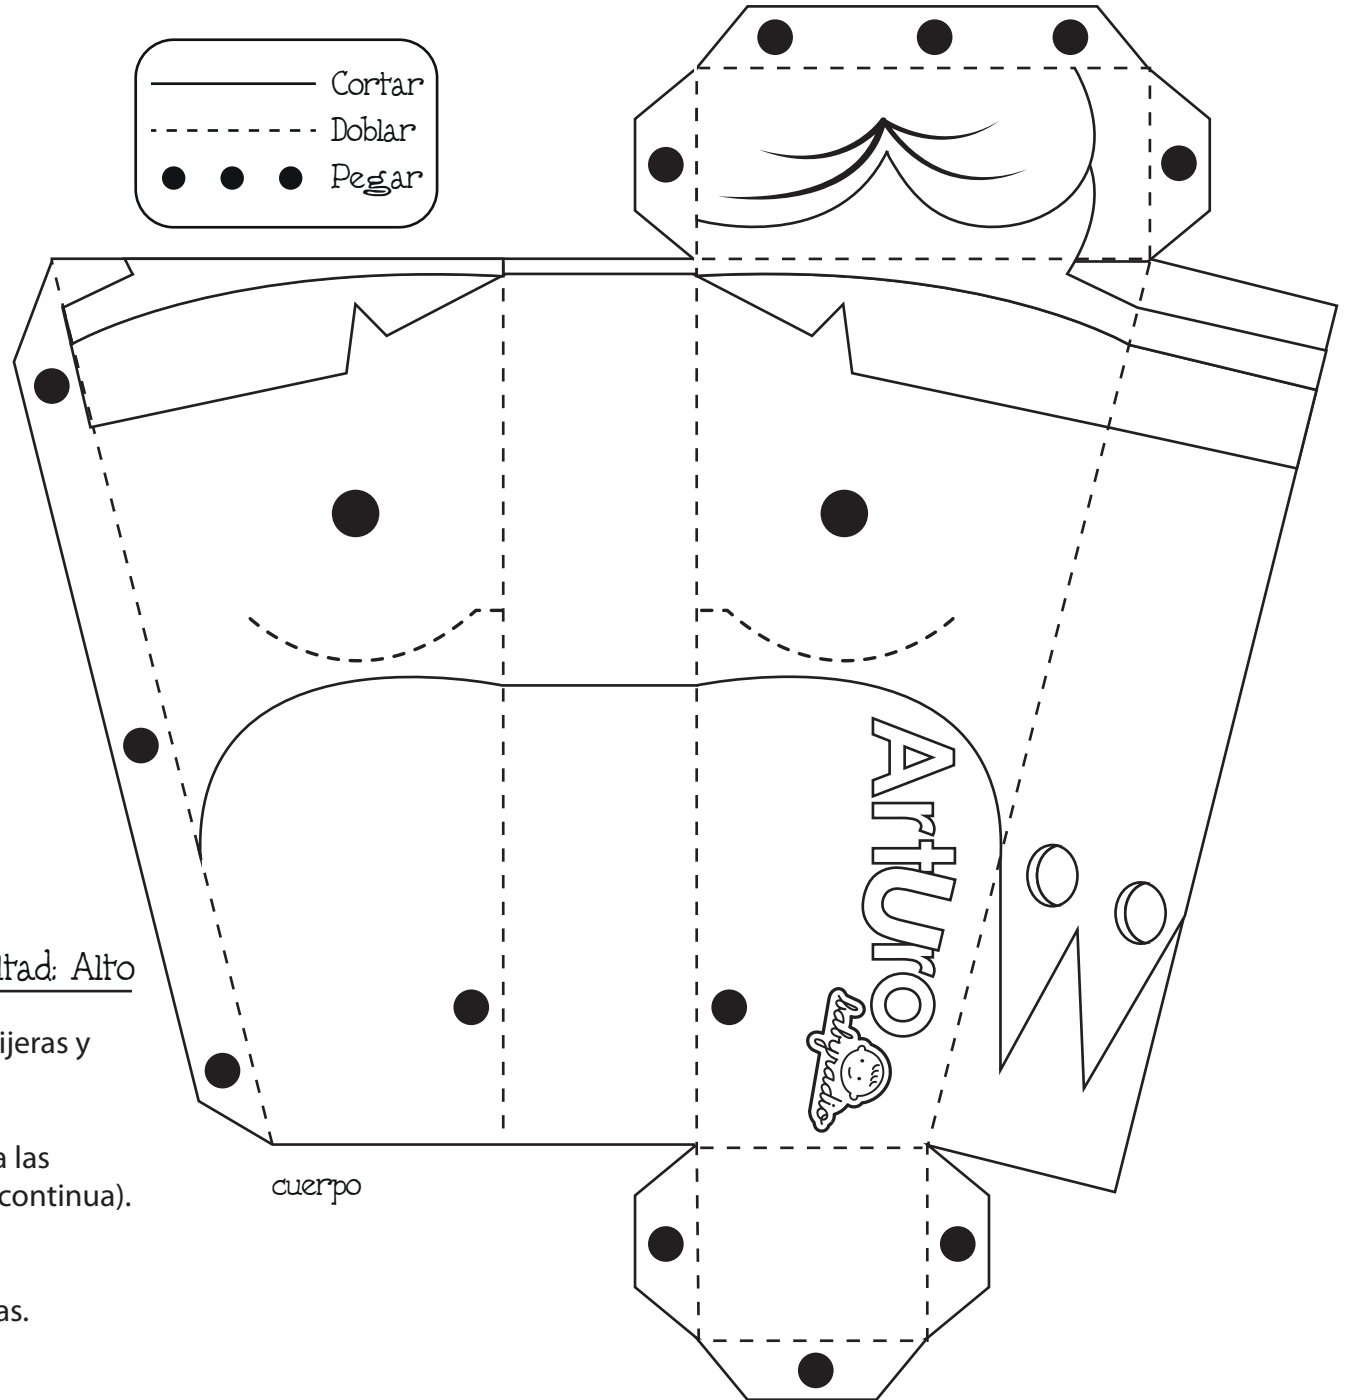 Cortar
Doblar
Pegar
ArtUro
babyradio
ltad: Alto
ijeras y
a las
continua).
as.
cuerpo